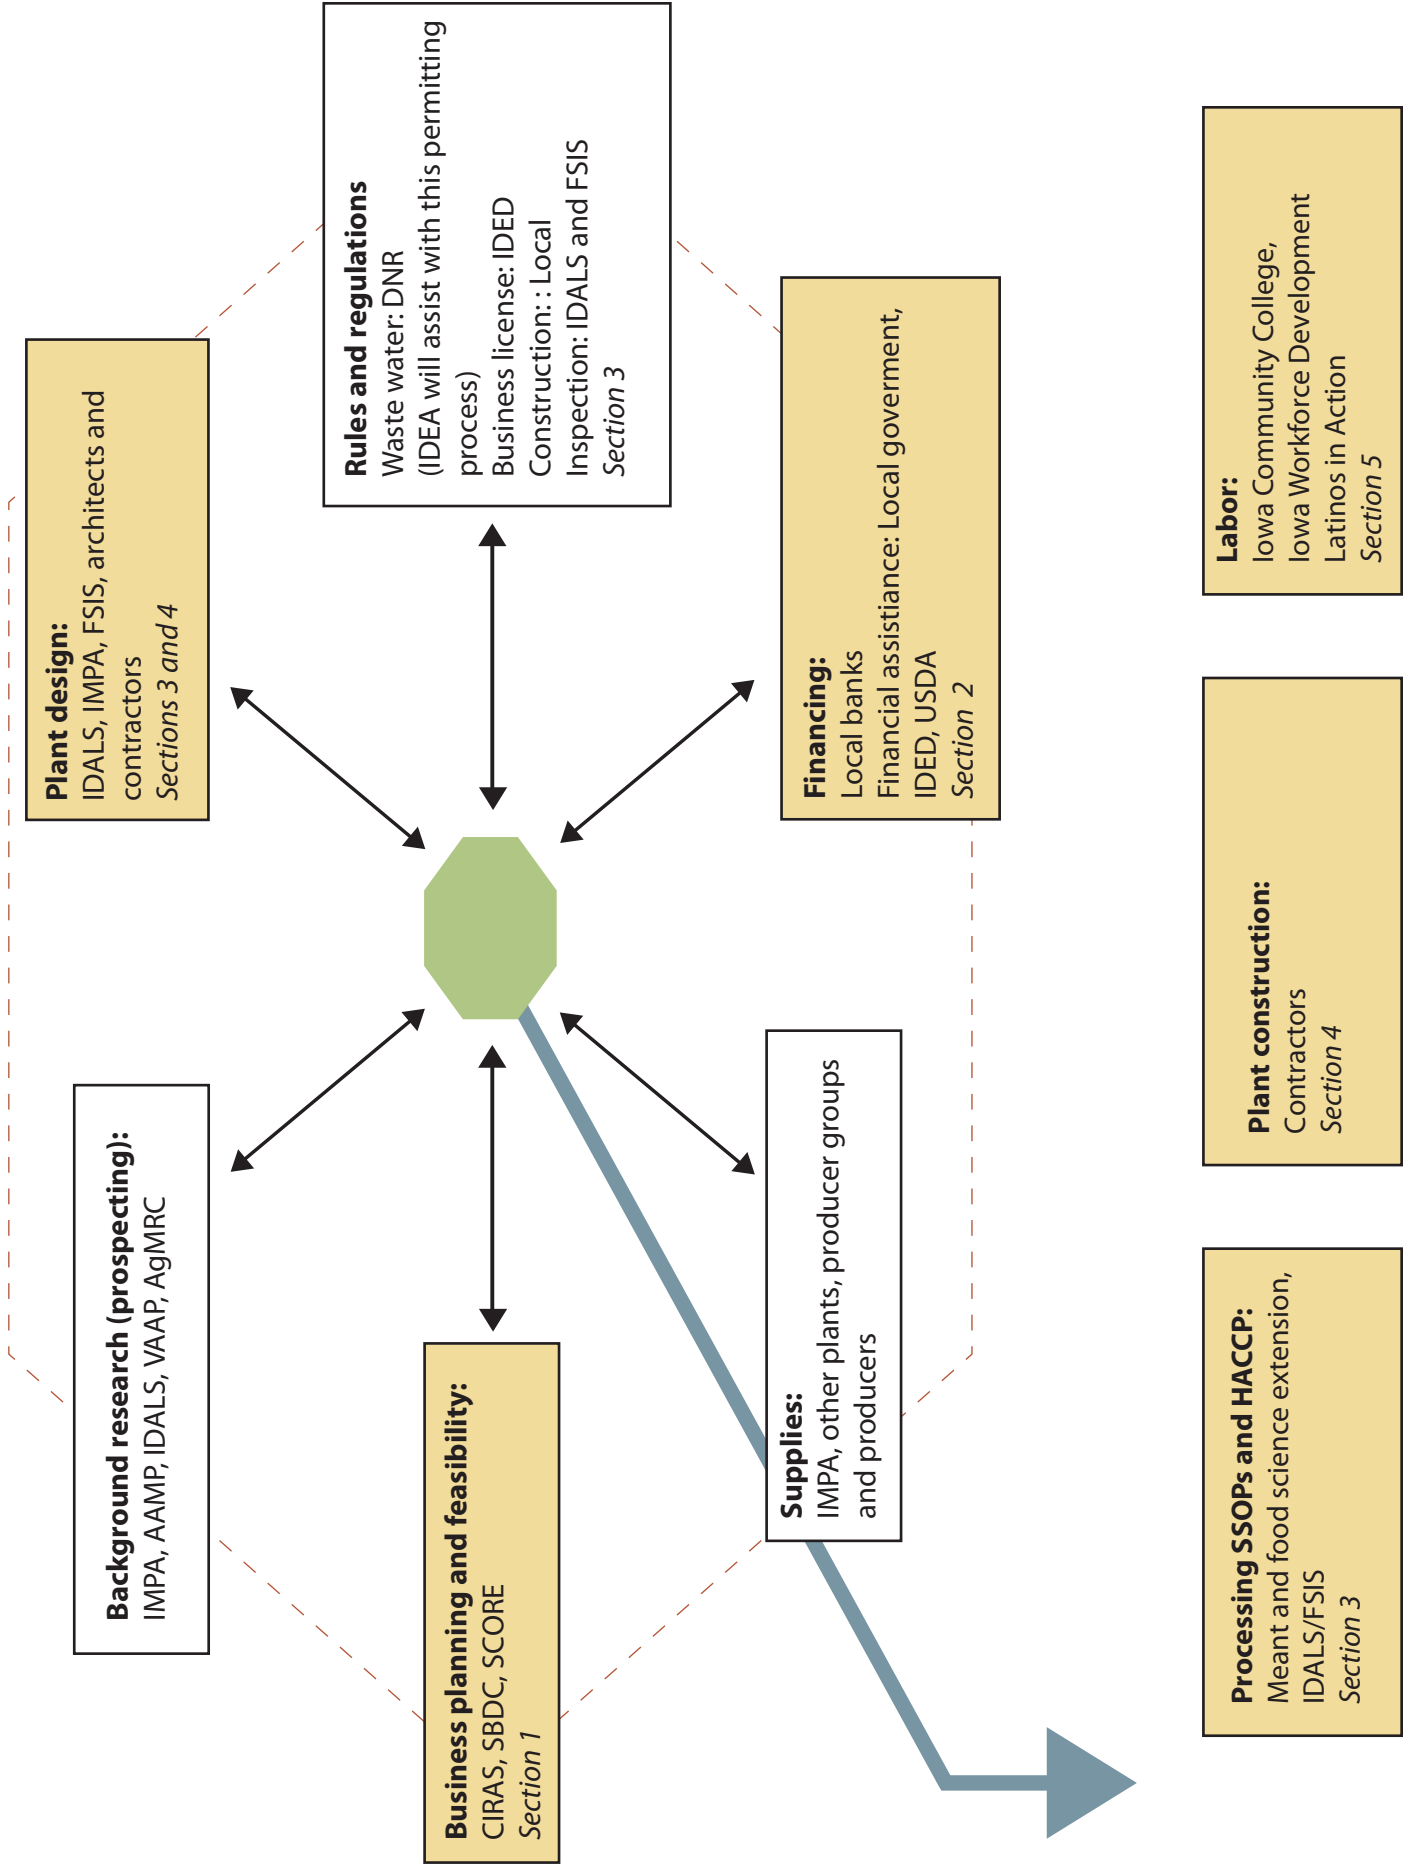 Background research (prospecting):
IMPA, AAMP, IDALS, VAAP, AgMRC
Plant design:
IDALS, IMPA, FSIS, architects and
contractors
Sections 3 and 4
Business planning and feasibility:
CIRAS, SBDC, SCORE
Section 1
Rules and regulations
Waste water: DNR
(IDEA will assist with this permitting
process)
Business license: IDED
Construction: : Local
Inspection: IDALS and FSIS
Section 3
Supplies:
IMPA, other plants, producer groups
and producers
Financing:
Local banks
Financial assistiance: Local goverment,
IDED, USDA
Section 2
Processing SSOPs and HACCP:
Meant and food science extension,
IDALS/FSIS
Section 3
Plant construction:
Contractors
Section 4
Labor:
Iowa Community College,
Iowa Workforce Development
Latinos in Action
Section 5